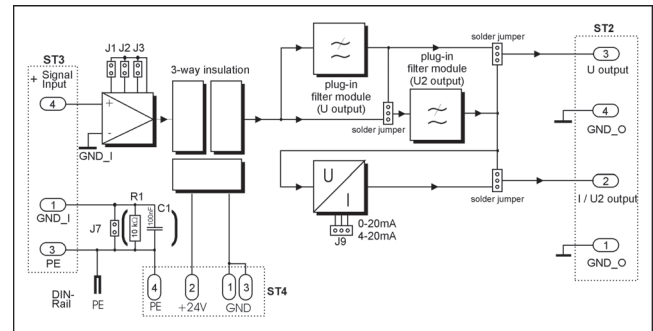 ST3
+ Signal
Input
4
J1 J2 J3
+
-
GND_I
3-way insulation
plug-in
filter module
(U output)
solder jumper
plug-in
filter module
(U2 output)
solder jumper
ST2
3
U output
4
GND_O
2
I / U2 output
1
GND_O
solder jumper
U
I
0-20mA
4-20mA
J9
1
GND_I
3
PE
J7
R1
10 kΩ
C1
100nF
DIN-
Rail
PE
4
PE
2
+24V
1
3
GND
ST4